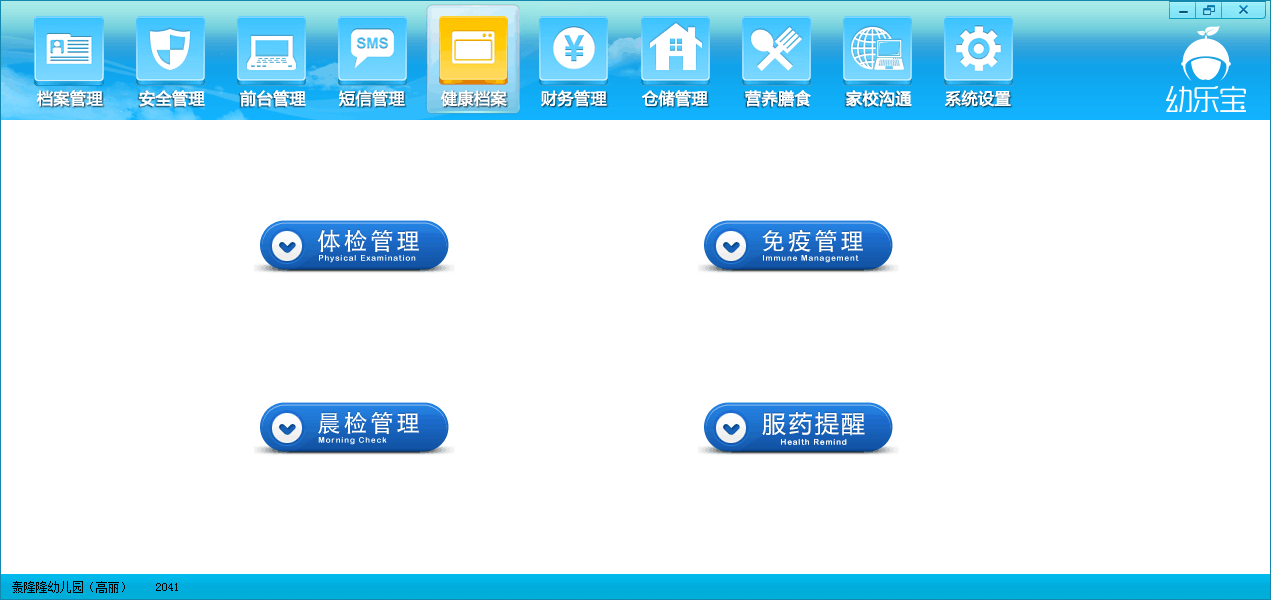 SMS
¥
档案管理 安全管理 前台管理 短信管理 健康档案 财务管理 仓储管理 营养膳食 家校沟通 系统设置
幼乐宝
体检管理
Physical Examination
免疫管理
Immune Management
晨检管理
Morning Check
服药提醒
Health Remind
轰隆隆幼儿园（高丽） 2041